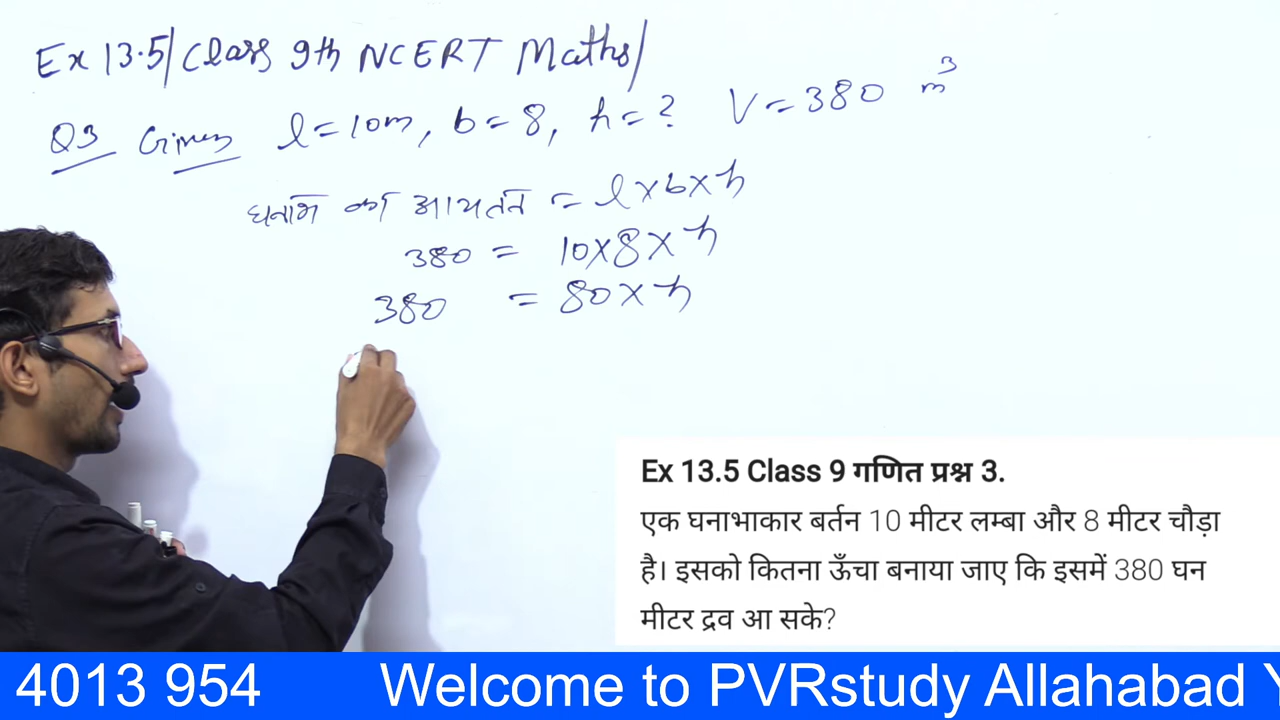 Ex 13.5/Class 9th NCERT Maths/
Q3 Given l=10m, b=8, h=? V=380 m³
घनाभ का आयतन = l×b×h
380 = 10×8×h
380 = 80×h
Ex 13.5 Class 9 गणित प्रश्न 3.
एक घनाभाकार बर्तन 10 मीटर लम्बा और 8 मीटर चौड़ा
है। इसको कितना ऊँचा बनाया जाए कि इसमें 380 घन
मीटर द्रव आ सके?
4013 954 Welcome to PVRstudy Allahabad Y